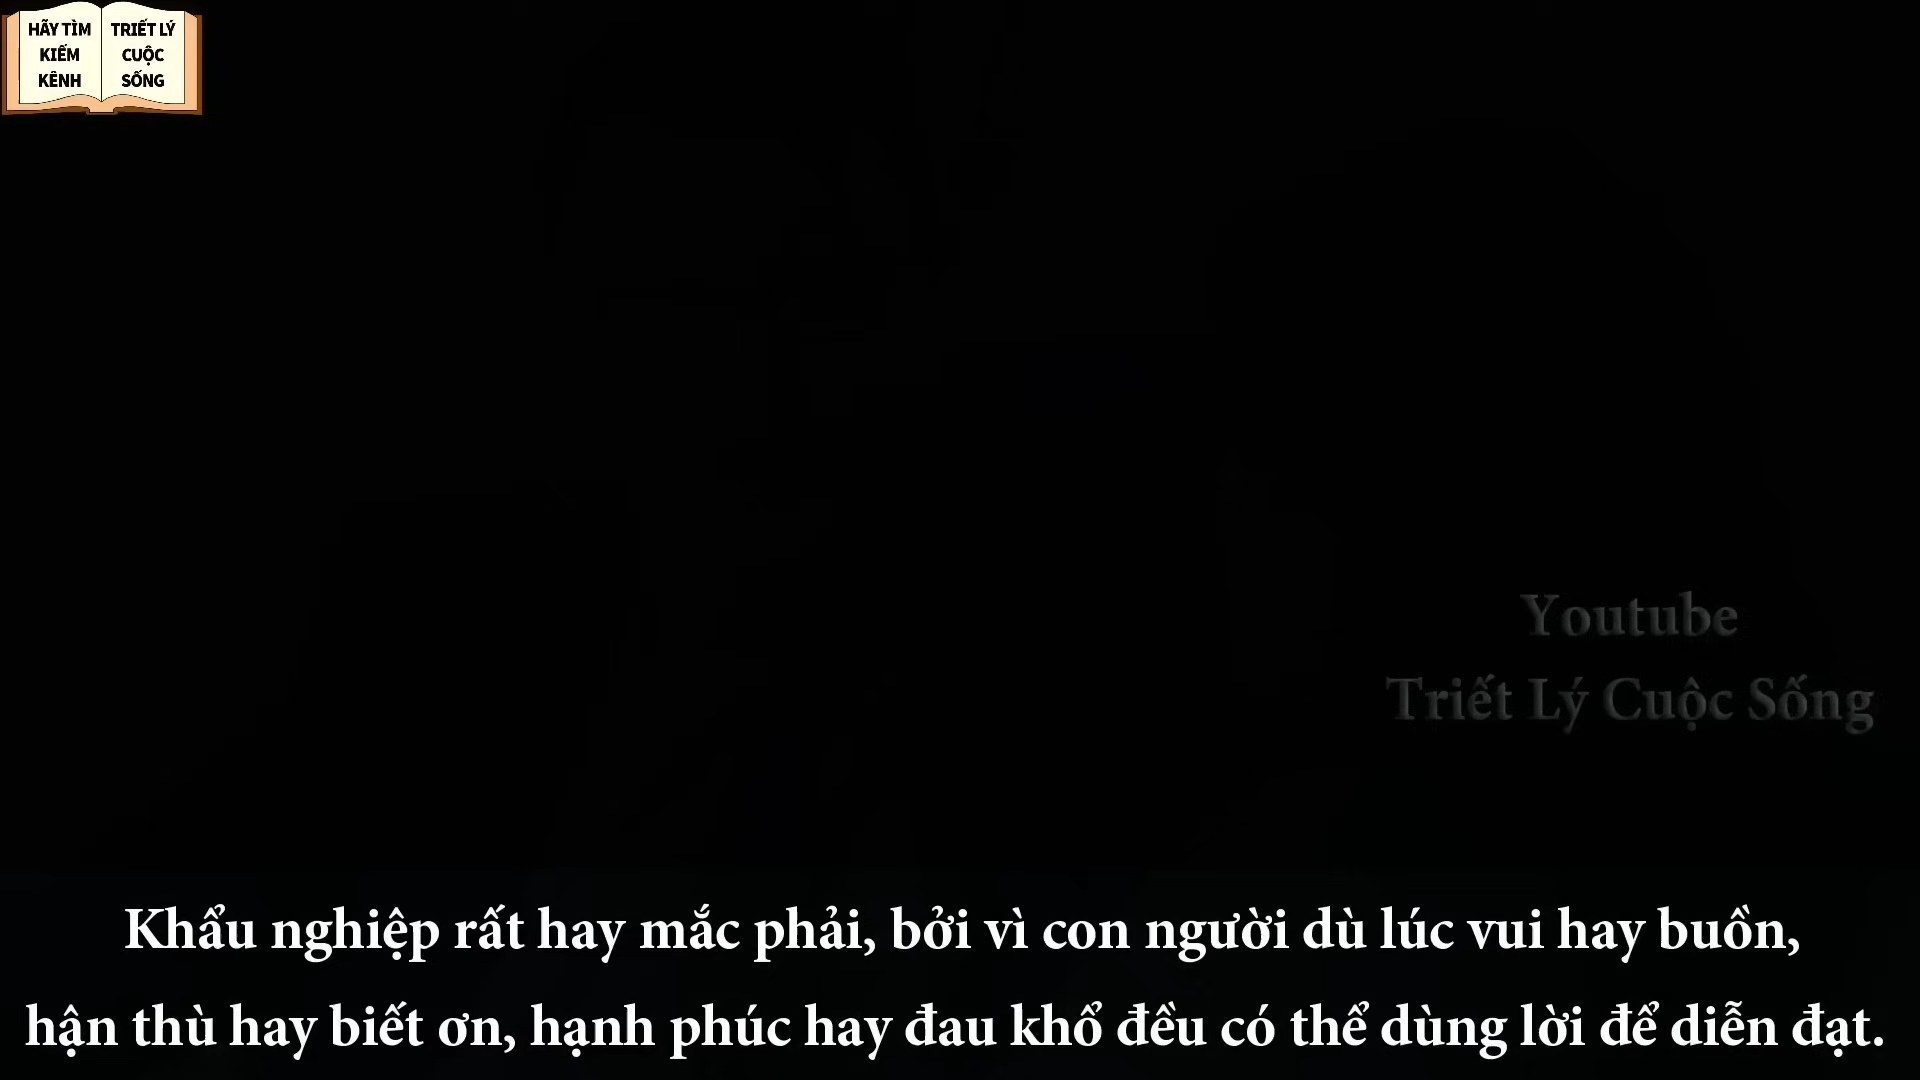 HÃY TÌM
KIẾM
KÊNH
TRIẾT LÝ
CUỘC
SỐNG
Youtube
Triết Lý Cuộc Sống
Khẩu nghiệp rất hay mắc phải, bởi vì con người dù lúc vui hay buồn,
hận thù hay biết ơn, hạnh phúc hay đau khổ đều có thể dùng lời để diễn đạt.